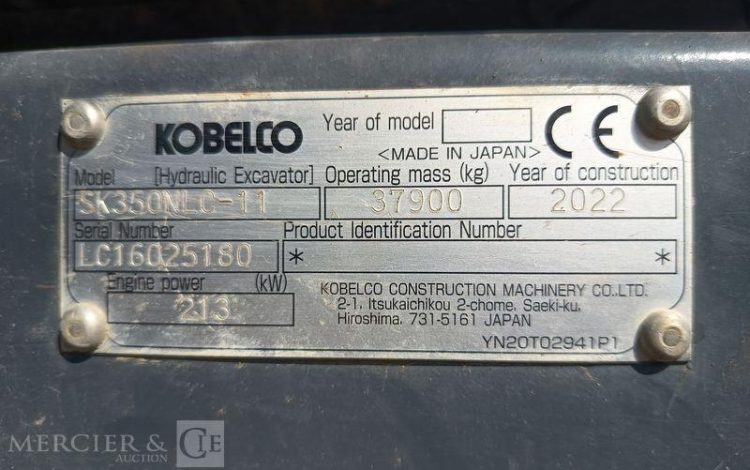 KOBELCO Year of model CE
<MADE IN JAPAN>
Model [Hydraulic Excavator] Operating mass (kg) Year of construction
SK350NLC-11 37900 2022
Serial Number Product Identification Number
LC16025180 * *
Engine power (kW)
213
KOBELCO CONSTRUCTION MACHINERY CO.,LTD.
2-1, Itsukaichikou 2-chome, Saeki-ku,
Hiroshima, 731-5161 JAPAN
YN20T02941P1
MERCIER & CIE
AUCTION